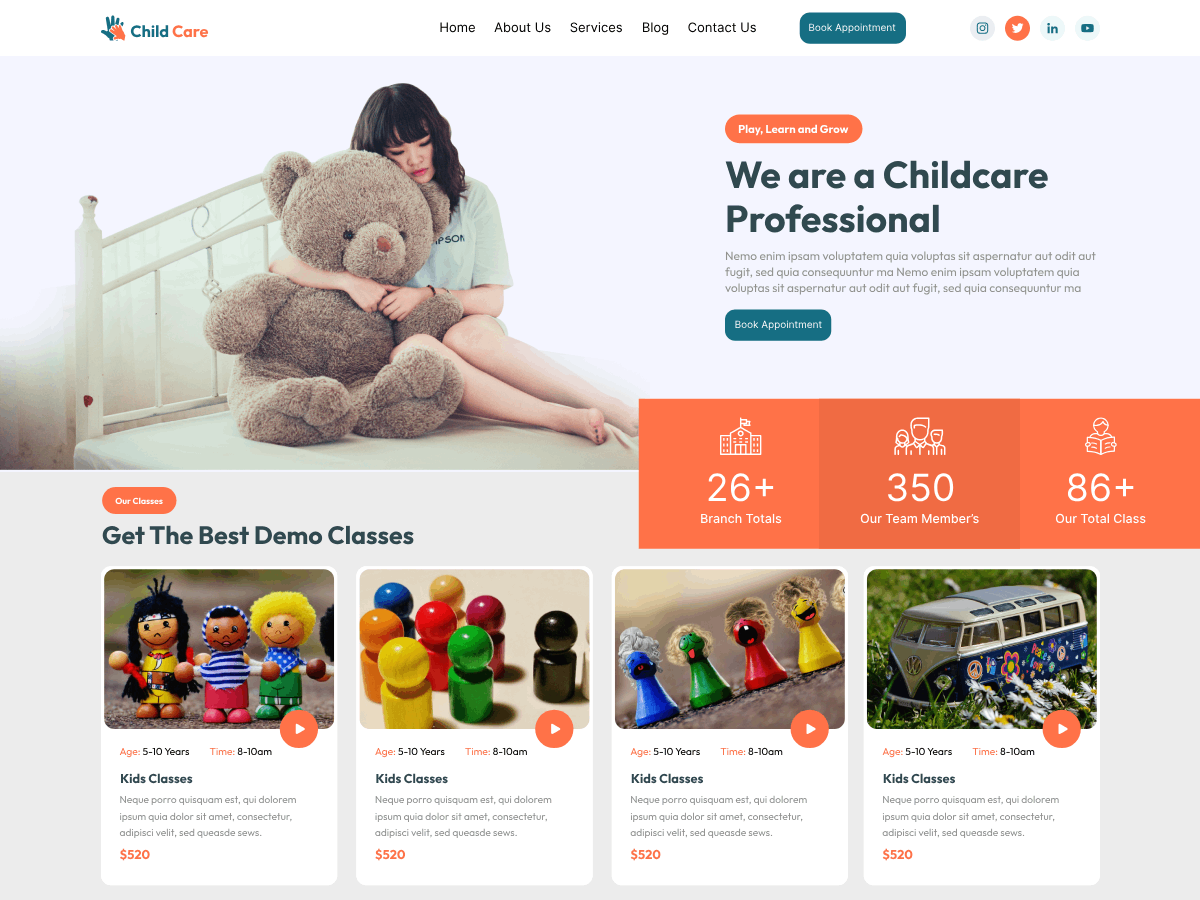 Child Care
Home About Us Services Blog Contact Us Book Appointment
Play, Learn and Grow
We are a Childcare
Professional
Nemo enim ipsam voluptatem quia voluptas sit aspernatur aut odit aut
fugit, sed quia consequuntur ma Nemo enim ipsam voluptatem quia
voluptas sit aspernatur aut odit aut fugit, sed quia consequuntur ma
Book Appointment
26+ 350 86+
Branch Totals Our Team Member's Our Total Class
Our Classes
Get The Best Demo Classes
Age: 5-10 Years Time: 8-10am
Kids Classes
Neque porro quisquam est, qui dolorem
ipsum quia dolor sit amet, consectetur,
adipisci velit, sed queasde sews.
$520
Age: 5-10 Years Time: 8-10am
Kids Classes
Neque porro quisquam est, qui dolorem
ipsum quia dolor sit amet, consectetur,
adipisci velit, sed queasde sews.
$520
Age: 5-10 Years Time: 8-10am
Kids Classes
Neque porro quisquam est, qui dolorem
ipsum quia dolor sit amet, consectetur,
adipisci velit, sed queasde sews.
$520
Age: 5-10 Years Time: 8-10am
Kids Classes
Neque porro quisquam est, qui dolorem
ipsum quia dolor sit amet, consectetur,
adipisci velit, sed queasde sews.
$520